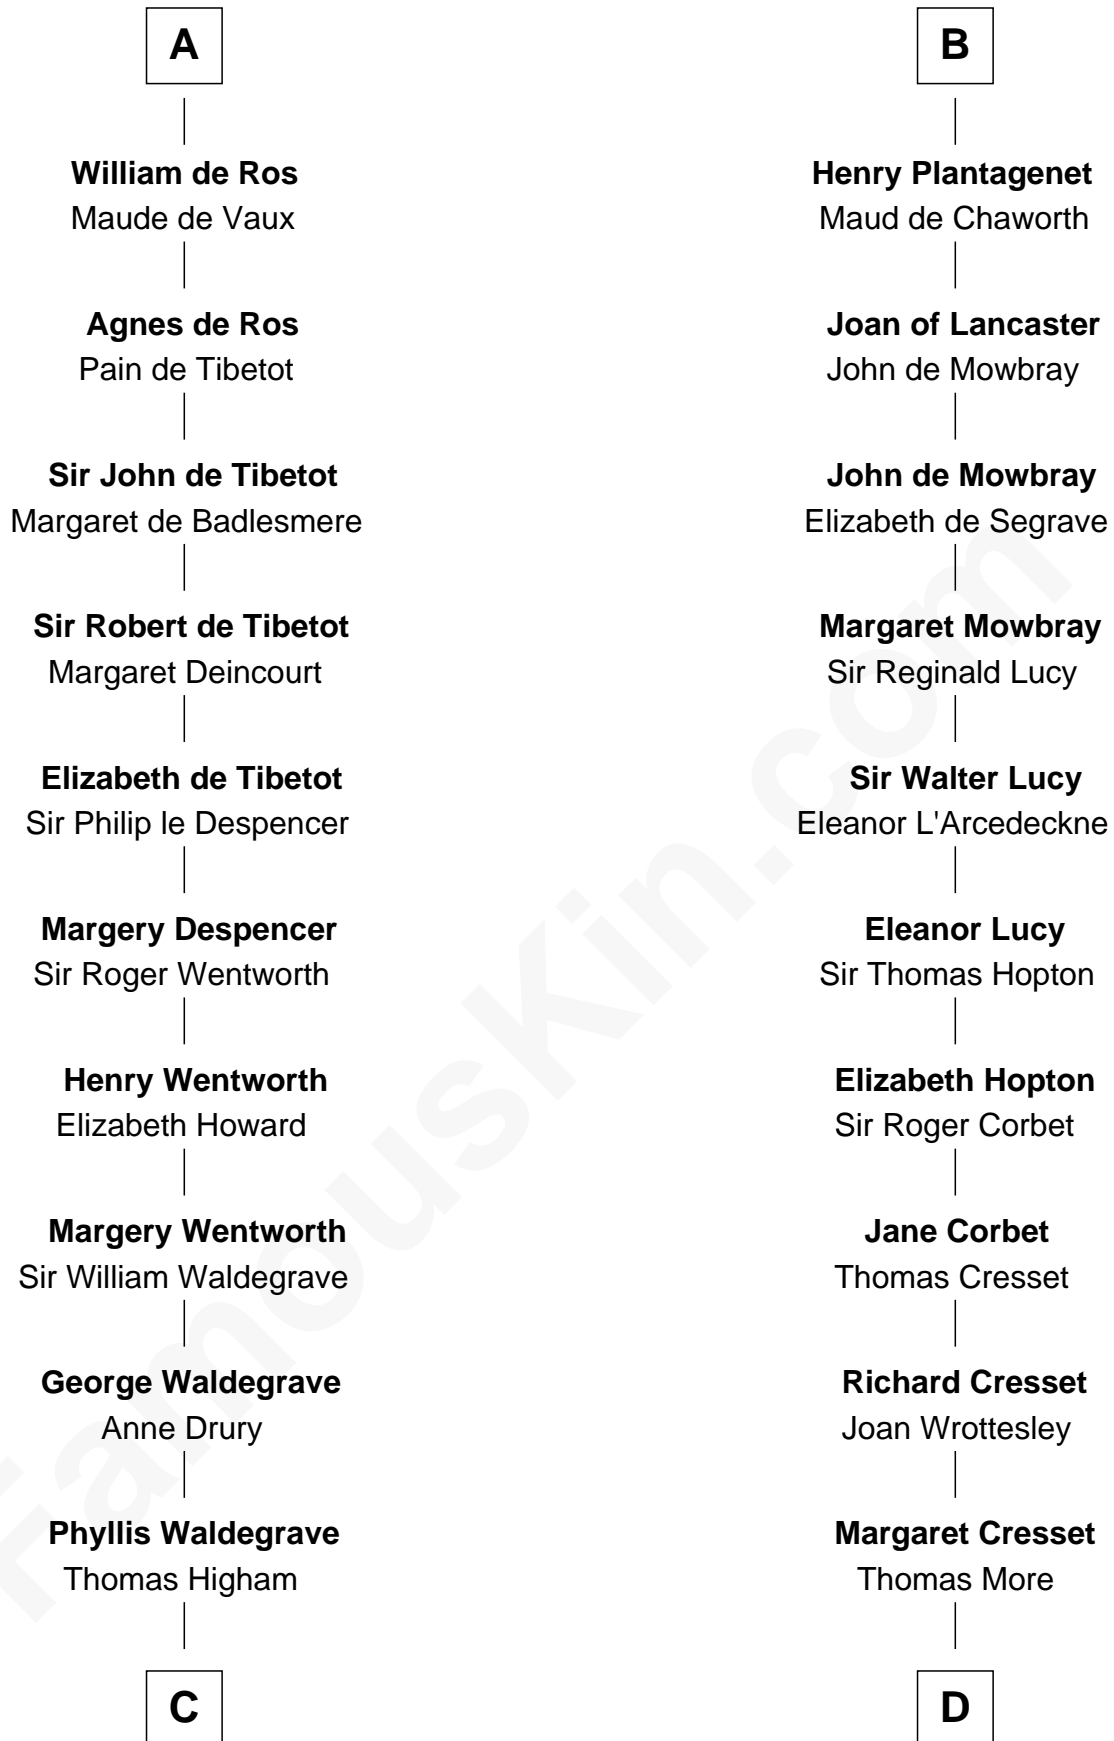 A
William de Ros
Maude de Vaux
Agnes de Ros
Pain de Tibetot
Sir John de Tibetot
Margaret de Badlesmere
Sir Robert de Tibetot
Margaret Deincourt
Elizabeth de Tibetot
Sir Philip le Despencer
Margery Despencer
Sir Roger Wentworth
Henry Wentworth
Elizabeth Howard
Margery Wentworth
Sir William Waldegrave
George Waldegrave
Anne Drury
Phyllis Waldegrave
Thomas Higham
C
B
Henry Plantagenet
Maud de Chaworth
Joan of Lancaster
John de Mowbray
John de Mowbray
Elizabeth de Segrave
Margaret Mowbray
Sir Reginald Lucy
Sir Walter Lucy
Eleanor L'Arcedeckne
Eleanor Lucy
Sir Thomas Hopton
Elizabeth Hopton
Sir Roger Corbet
Jane Corbet
Thomas Cresset
Richard Cresset
Joan Wrottesley
Margaret Cresset
Thomas More
D
FamousKin.com